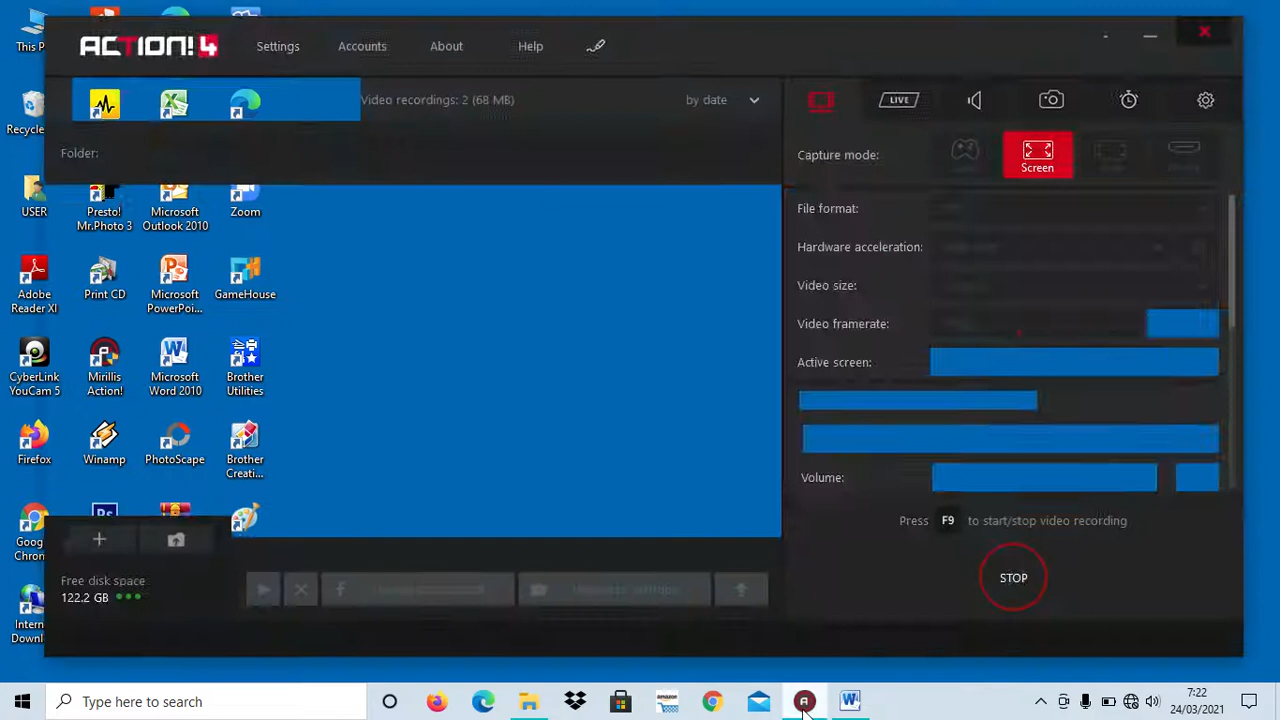 This P
ACTION! 4
Settings
Accounts
About
Help
Video recordings: 2 (68 MB)
by date
LIVE
Recycle
Folder:
Capture mode:
Screen
File format:
Hardware acceleration:
Video size:
Video framerate:
Active screen:
Volume:
USER
Presto!
Mr.Photo 3
Microsoft
Outlook 2010
Zoom
Adobe
Reader XI
Print CD
Microsoft
PowerPoi...
GameHouse
CyberLink
YouCam 5
Mirillis
Action!
Microsoft
Word 2010
Brother
Utilities
Firefox
Winamp
PhotoScape
Brother
Creati...
Goog
Chron
Ps
Intern
Downl
Free disk space
122.2 GB
Press F9 to start/stop video recording
STOP
Type here to search
7:22
24/03/2021